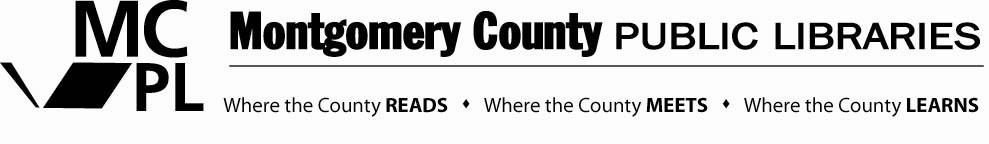 MC
PL
Montgomery County PUBLIC LIBRARIES
Where the County READS ♦ Where the County MEETS ♦ Where the County LEARNS